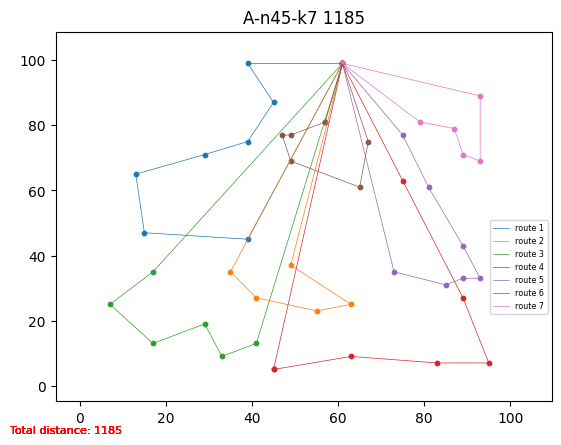 A-n45-k7 1185
100
80
60
40
20
0
route 1
route 2
route 3
route 4
route 5
route 6
route 7
0 20 40 60 80 100
Total distance: 1185